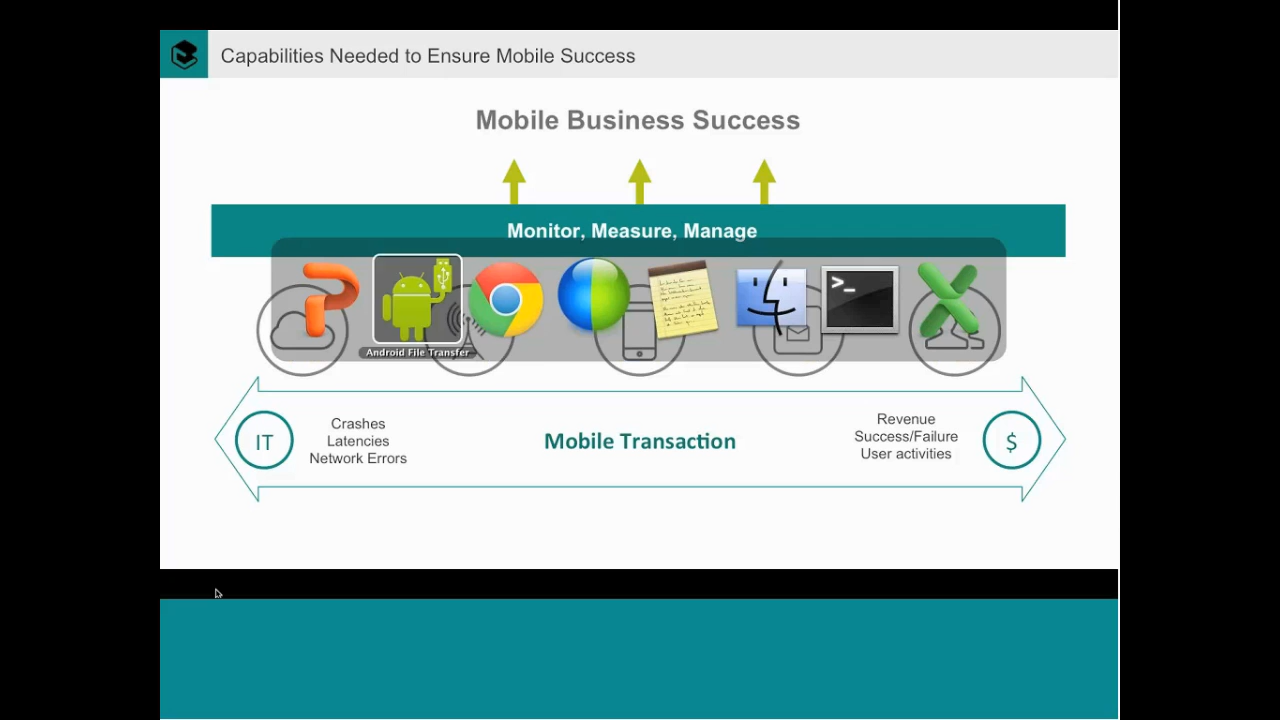 Capabilities Needed to Ensure Mobile Success
Mobile Business Success
Monitor, Measure, Manage
>_
Android File Transfer
IT
Crashes
Latencies
Network Errors
Mobile Transaction
Revenue
Success/Failure
User activities
$